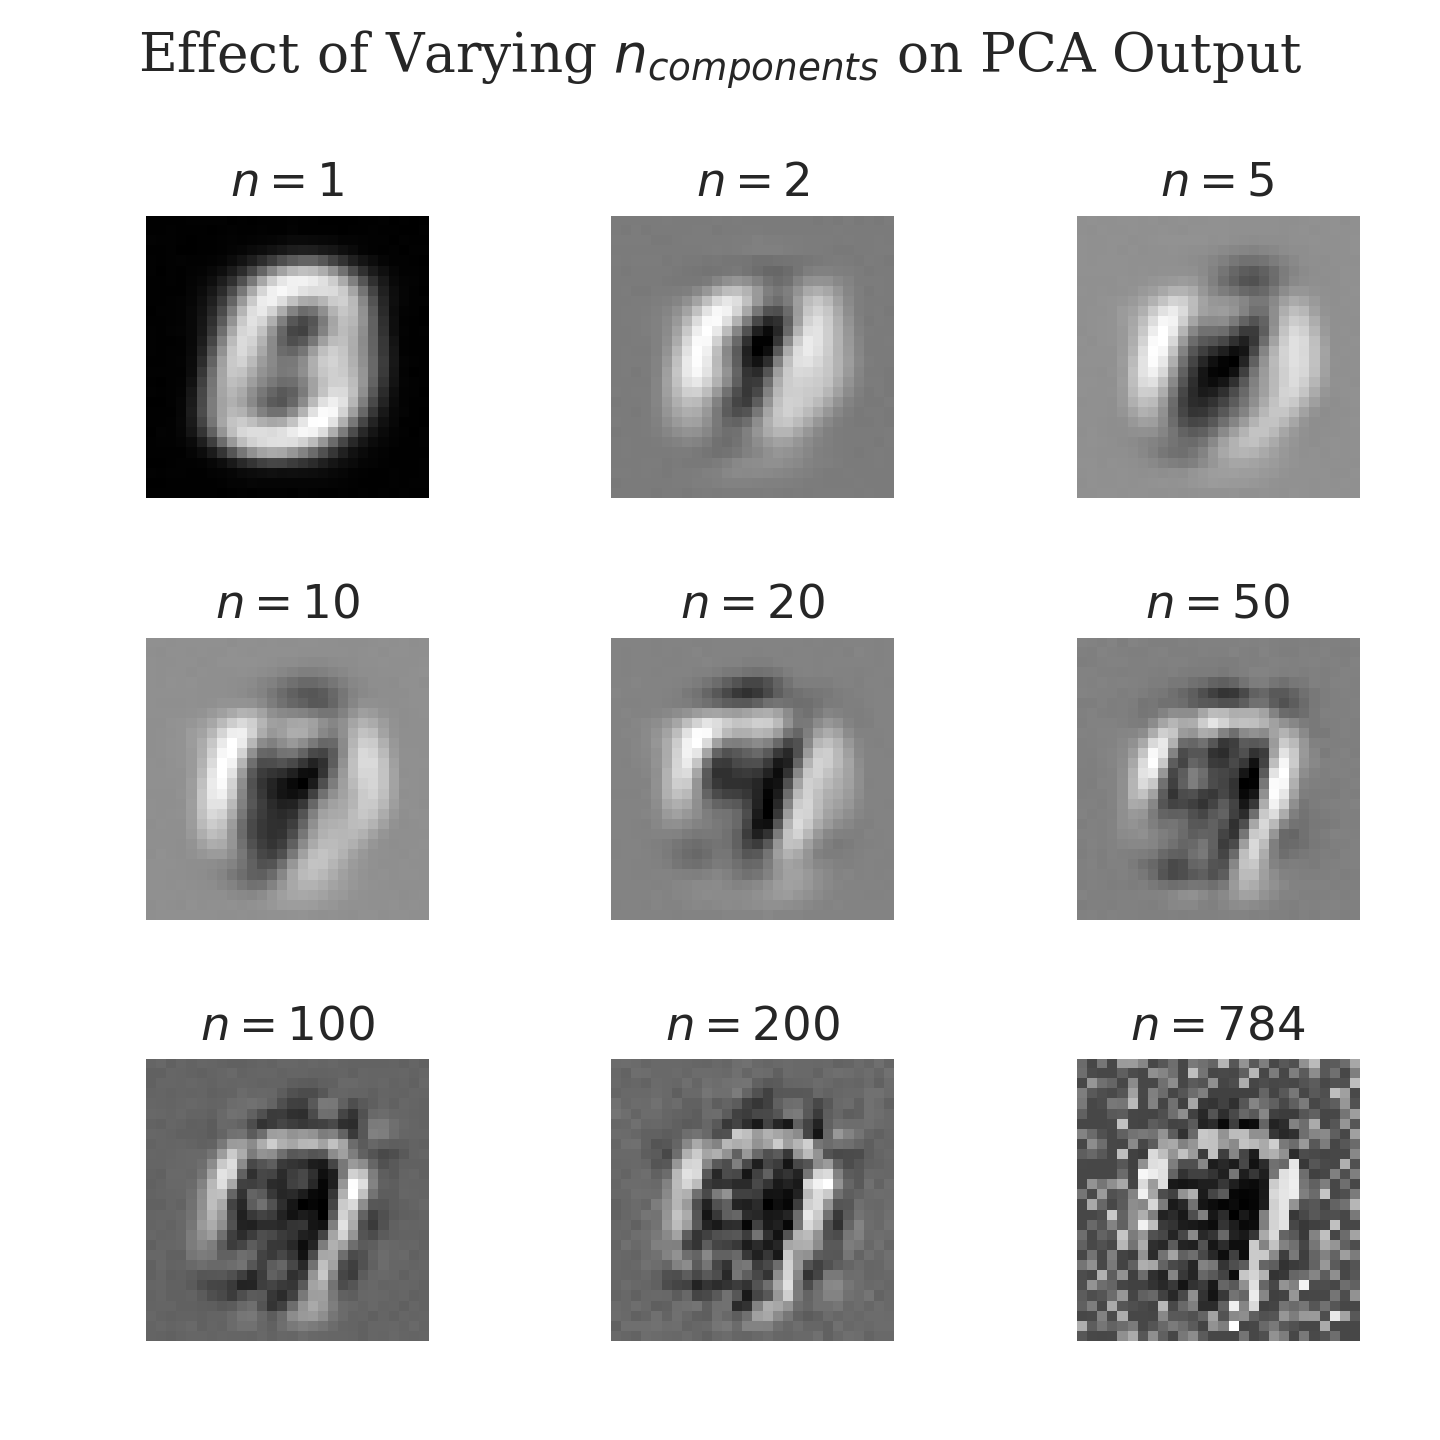 Effect of Varying n_components on PCA Output
n = 1
n = 2
n = 5
n = 10
n = 20
n = 50
n = 100
n = 200
n = 784